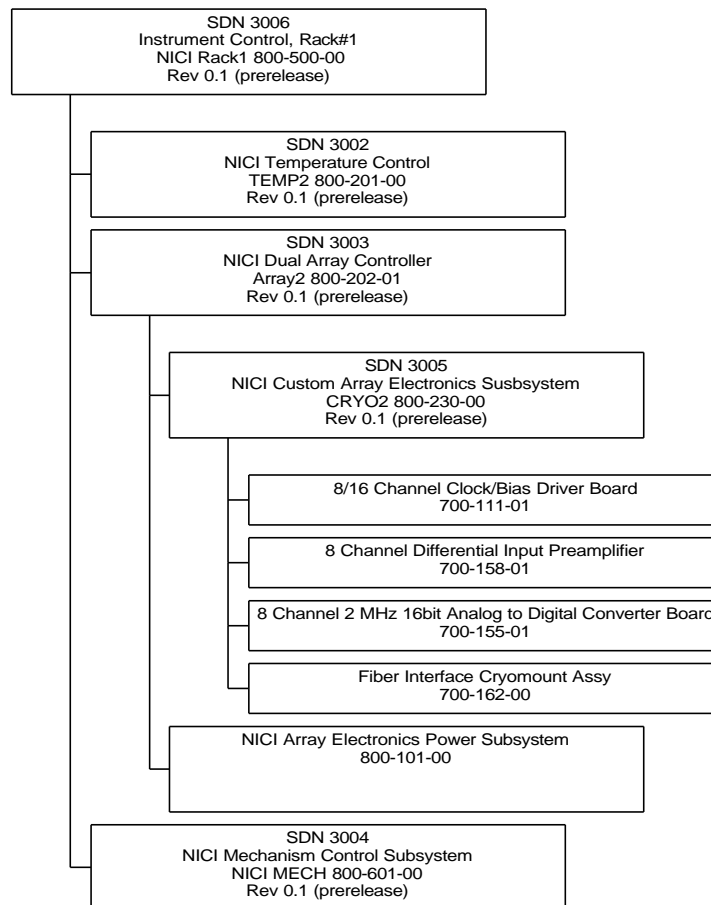 SDN 3006
Instrument Control, Rack#1
NICI Rack1 800-500-00
Rev 0.1 (prerelease)
SDN 3002
NICI Temperature Control
TEMP2 800-201-00
Rev 0.1 (prerelease)
SDN 3003
NICI Dual Array Controller
Array2 800-202-01
Rev 0.1 (prerelease)
SDN 3005
NICI Custom Array Electronics Susbsystem
CRYO2 800-230-00
Rev 0.1 (prerelease)
8/16 Channel Clock/Bias Driver Board
700-111-01
8 Channel Differential Input Preamplifier
700-158-01
8 Channel 2 MHz 16bit Analog to Digital Converter Board
700-155-01
Fiber Interface Cryomount Assy
700-162-00
NICI Array Electronics Power Subsystem
800-101-00
SDN 3004
NICI Mechanism Control Subsystem
NICI MECH 800-601-00
Rev 0.1 (prerelease)